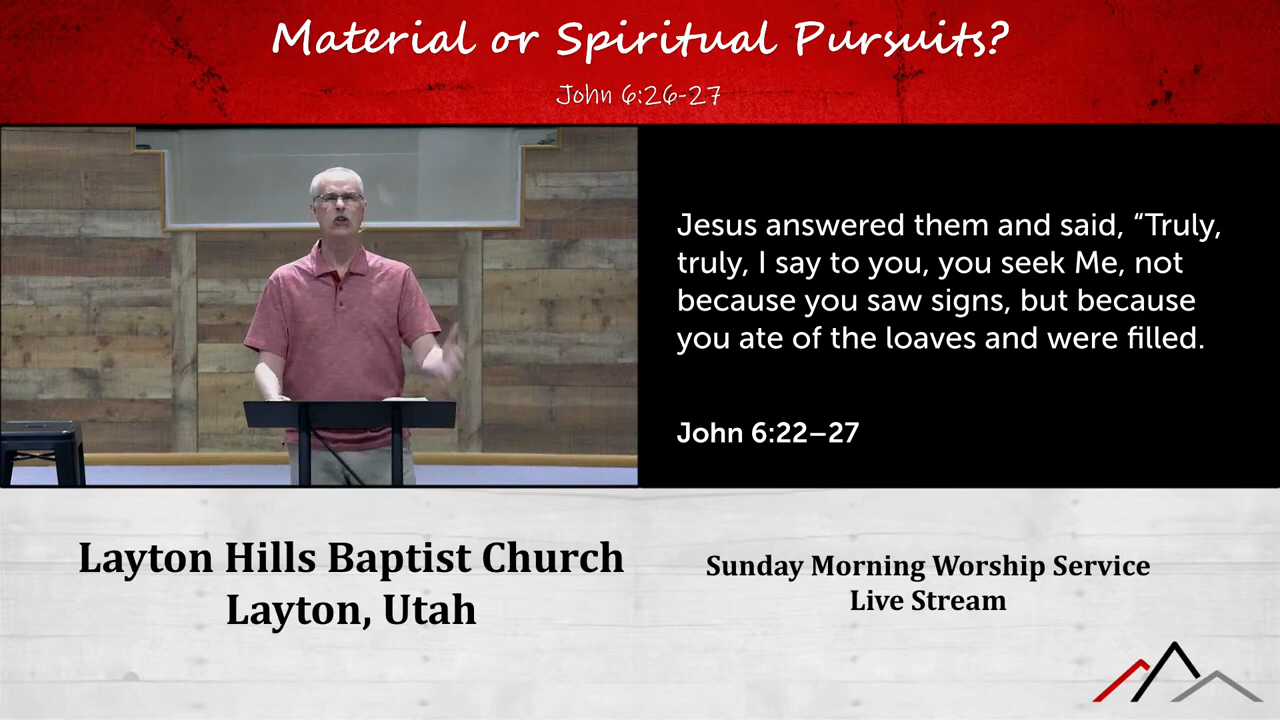 Material or Spiritual Pursuits?
John 6:26-27
Jesus answered them and said, “Truly,
truly, I say to you, you seek Me, not
because you saw signs, but because
you ate of the loaves and were filled.
John 6:22–27
Layton Hills Baptist Church
Layton, Utah
Sunday Morning Worship Service
Live Stream